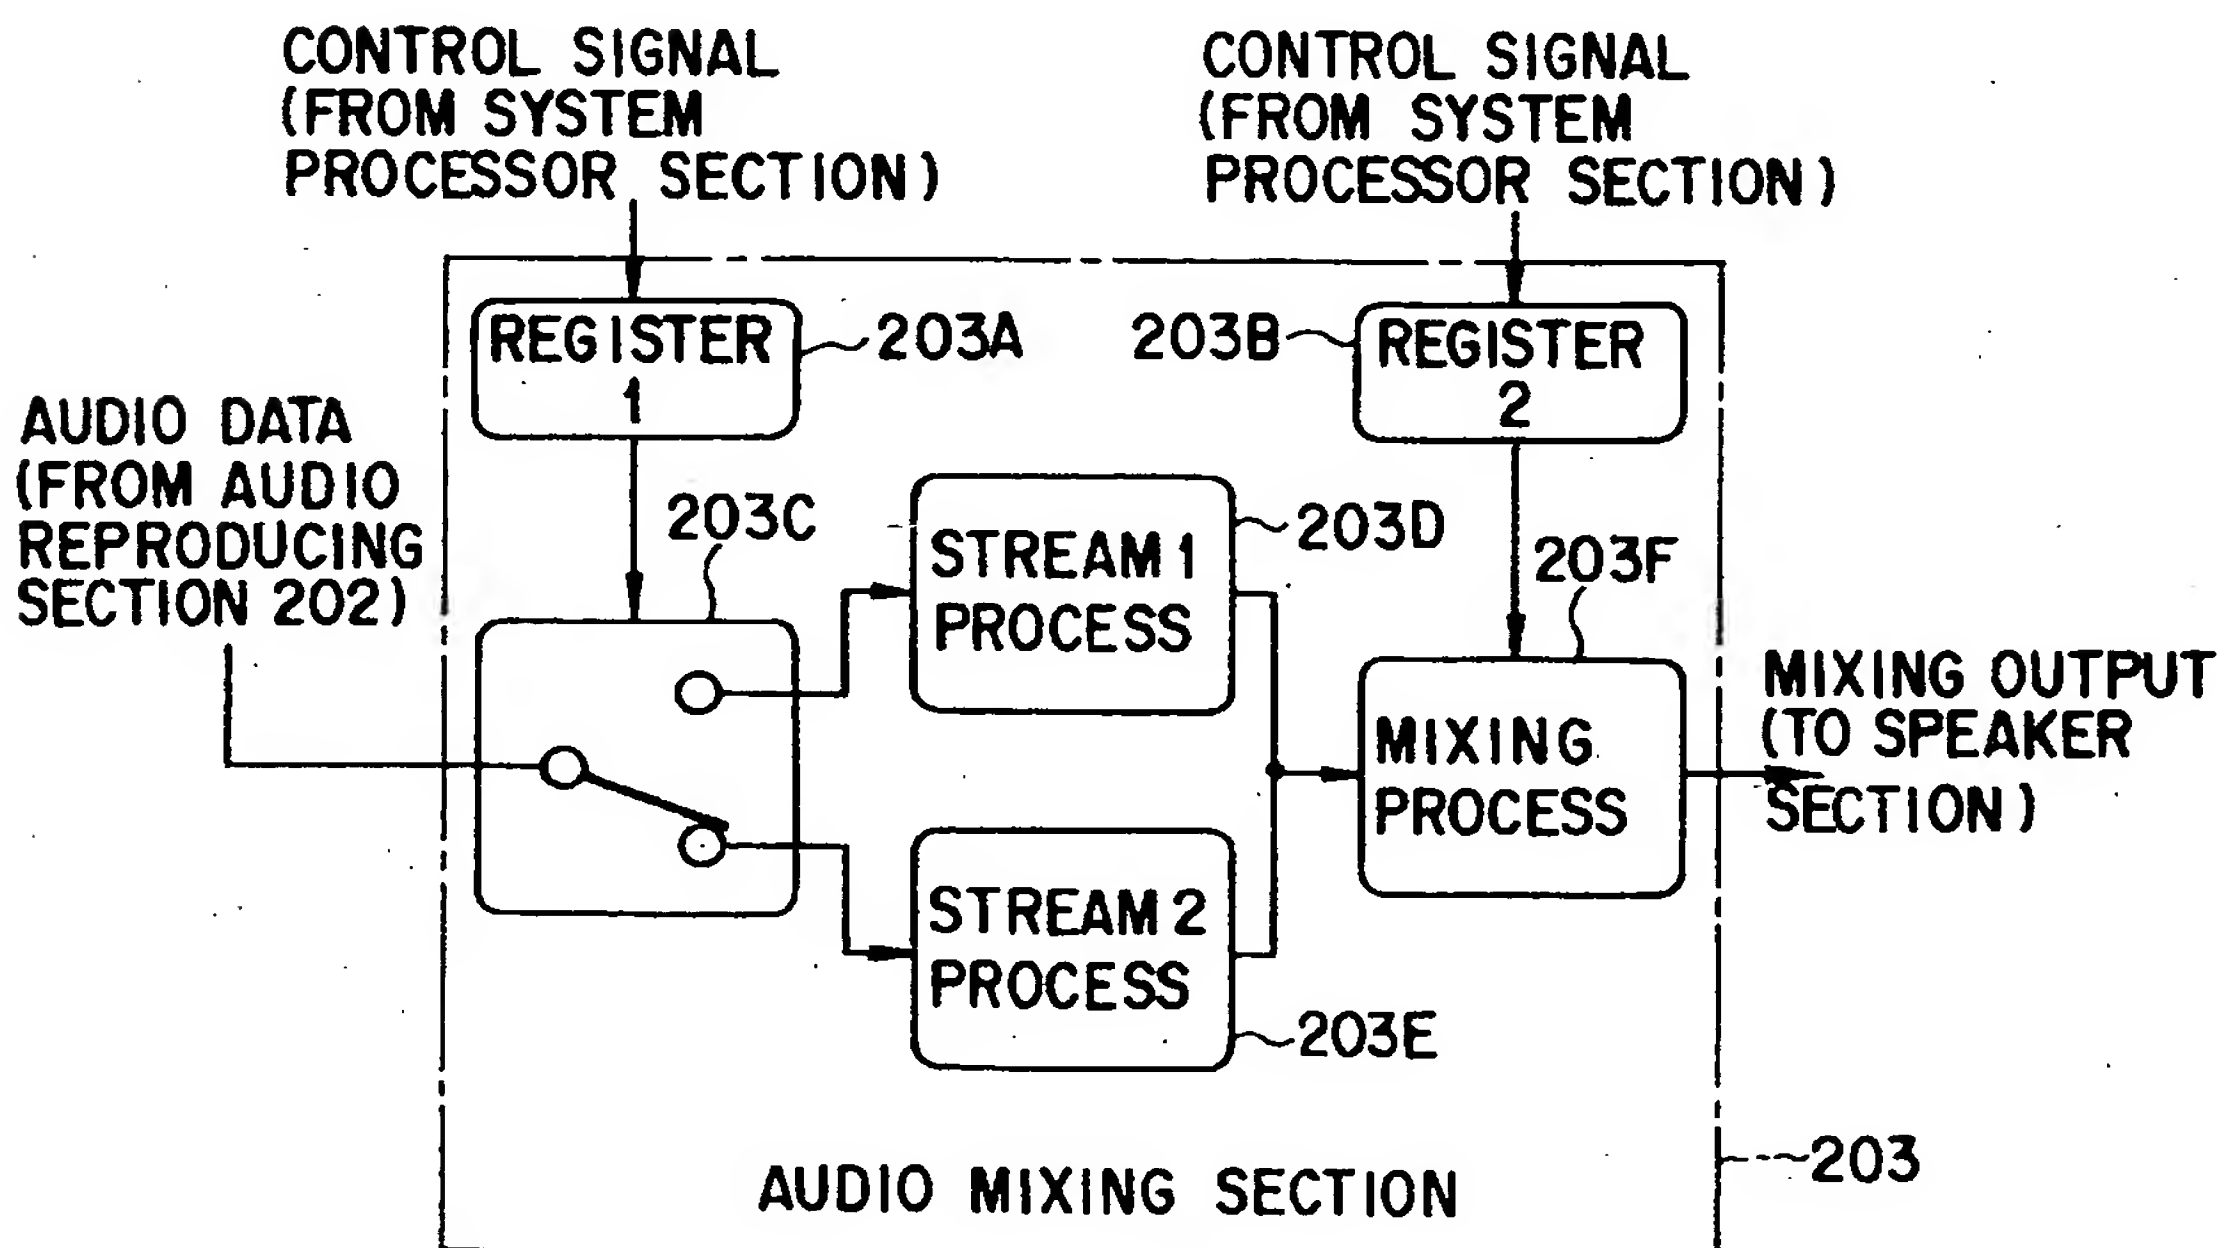 CONTROL SIGNAL
(FROM SYSTEM
PROCESSOR SECTION)
CONTROL SIGNAL
(FROM SYSTEM
PROCESSOR SECTION)
REGISTER
1
203A
203B
REGISTER
2
AUDIO DATA
(FROM AUDIO
REPRODUCING
SECTION 202)
203C
STREAM 1
PROCESS
203D
203F
MIXING
PROCESS
MIXING OUTPUT
(TO SPEAKER
SECTION)
STREAM 2
PROCESS
203E
AUDIO MIXING SECTION
203